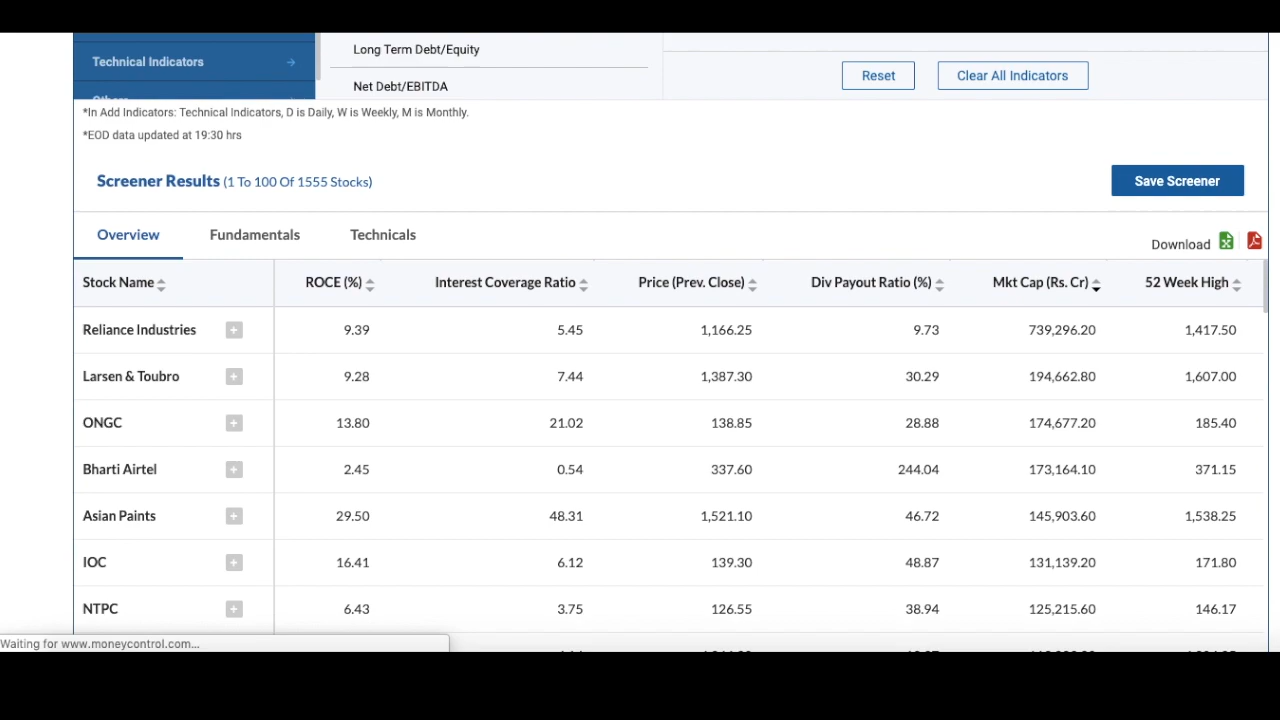 Technical Indicators
Long Term Debt/Equity
Net Debt/EBITDA
Reset Clear All Indicators
*In Add Indicators: Technical Indicators, D is Daily, W is Weekly, M is Monthly.
*EOD data updated at 19:30 hrs
Screener Results (1 To 100 Of 1555 Stocks) Save Screener
Overview Fundamentals Technicals Download
Stock Name ROCE (%) Interest Coverage Ratio Price (Prev. Close) Div Payout Ratio (%) Mkt Cap (Rs. Cr) 52 Week High
Reliance Industries + 9.39 5.45 1,166.25 9.73 739,296.20 1,417.50
Larsen & Toubro + 9.28 7.44 1,387.30 30.29 194,662.80 1,607.00
ONGC + 13.80 21.02 138.85 28.88 174,677.20 185.40
Bharti Airtel + 2.45 0.54 337.60 244.04 173,164.10 371.15
Asian Paints + 29.50 48.31 1,521.10 46.72 145,903.60 1,538.25
IOC + 16.41 6.12 139.30 48.87 131,139.20 171.80
NTPC + 6.43 3.75 126.55 38.94 125,215.60 146.17
Waiting for www.moneycontrol.com...